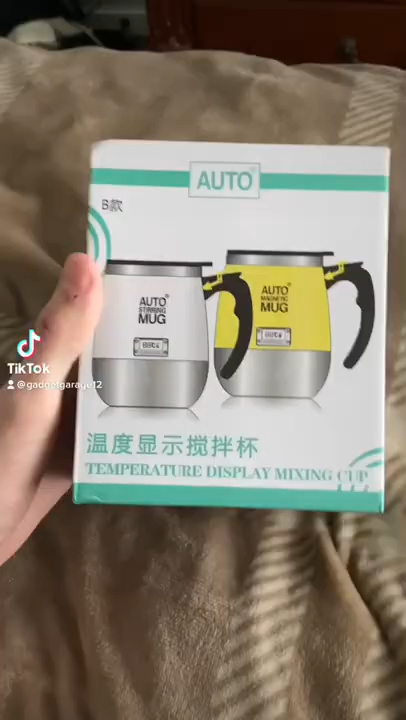 AUTO
B款
AUTO
STIRRING
MUG
AUTO
MAGNETIC
MUG
TikTok
@gadgetgarage12
温度显示搅拌杯
TEMPERATURE DISPLAY MIXING CUP